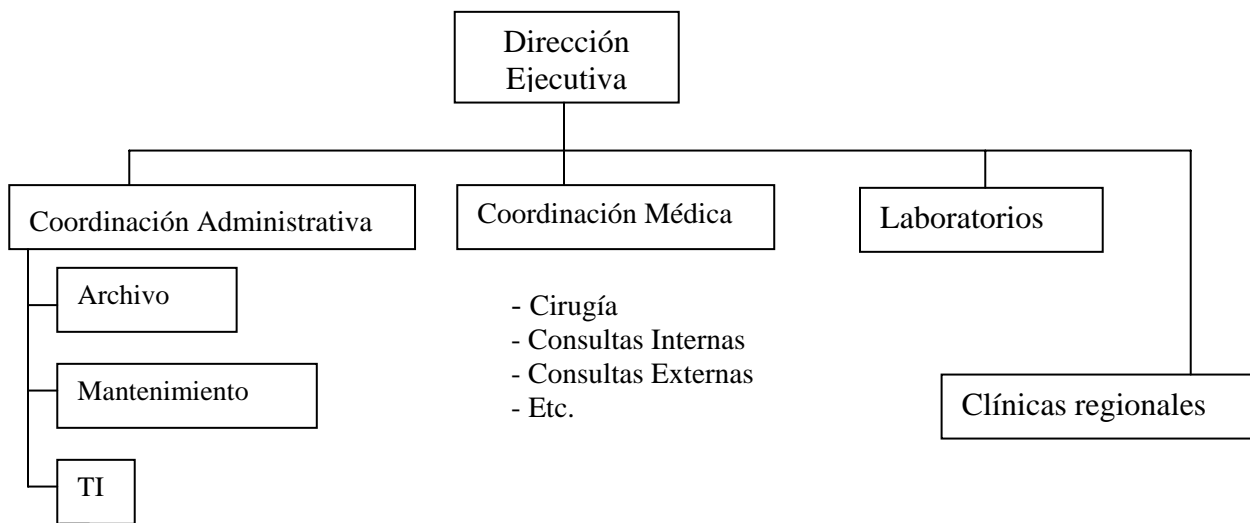 Dirección
Ejecutiva
Coordinación Administrativa
Coordinación Médica
Laboratorios
Archivo
Mantenimiento
TI
- Cirugía
- Consultas Internas
- Consultas Externas
- Etc.
Clínicas regionales